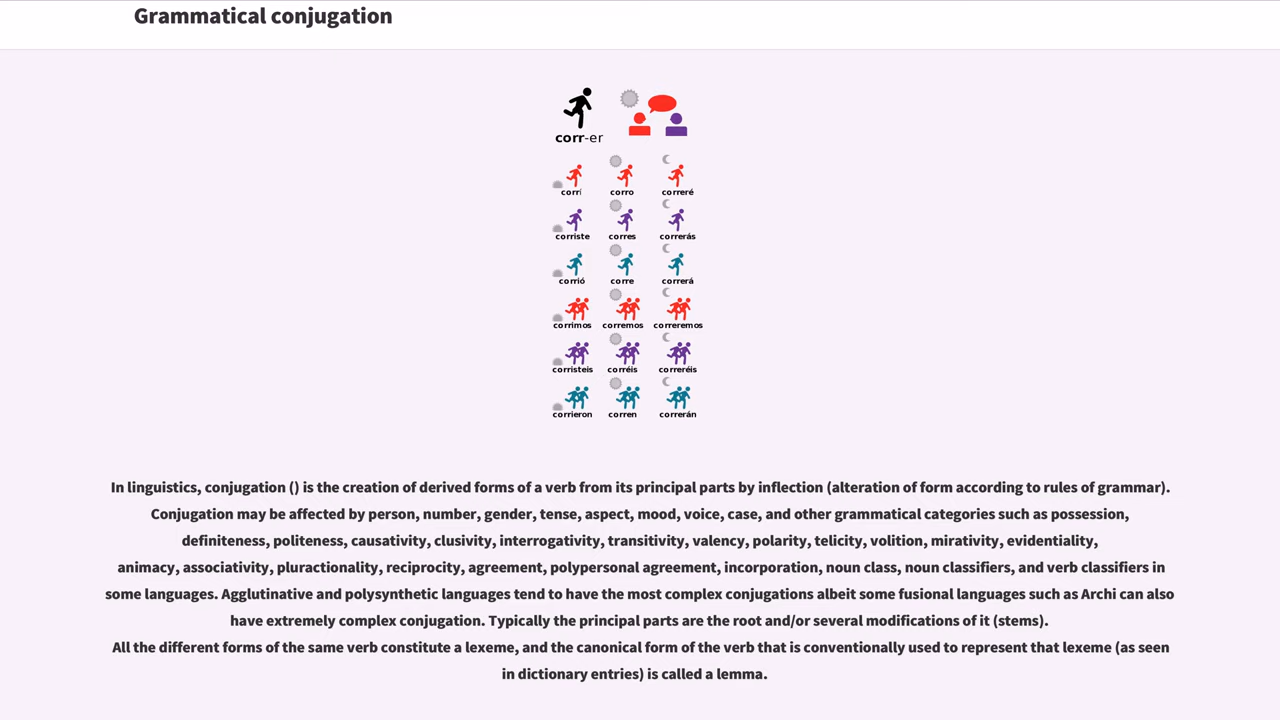 Grammatical conjugation
corr-er
corrí corro correré
corriste corres correrás
corrió corre correrá
corrimos corremos correremos
corristeis corréis correréis
corrieron corren correrán
In linguistics, conjugation () is the creation of derived forms of a verb from its principal parts by inflection (alteration of form according to rules of grammar).
Conjugation may be affected by person, number, gender, tense, aspect, mood, voice, case, and other grammatical categories such as possession,
definiteness, politeness, causativity, clusivity, interrogativity, transitivity, valency, polarity, telicity, volition, mirativity, evidentiality,
animacy, associativity, pluractionality, reciprocity, agreement, polypersonal agreement, incorporation, noun class, noun classifiers, and verb classifiers in
some languages. Agglutinative and polysynthetic languages tend to have the most complex conjugations albeit some fusional languages such as Archi can also
have extremely complex conjugation. Typically the principal parts are the root and/or several modifications of it (stems).
All the different forms of the same verb constitute a lexeme, and the canonical form of the verb that is conventionally used to represent that lexeme (as seen
in dictionary entries) is called a lemma.